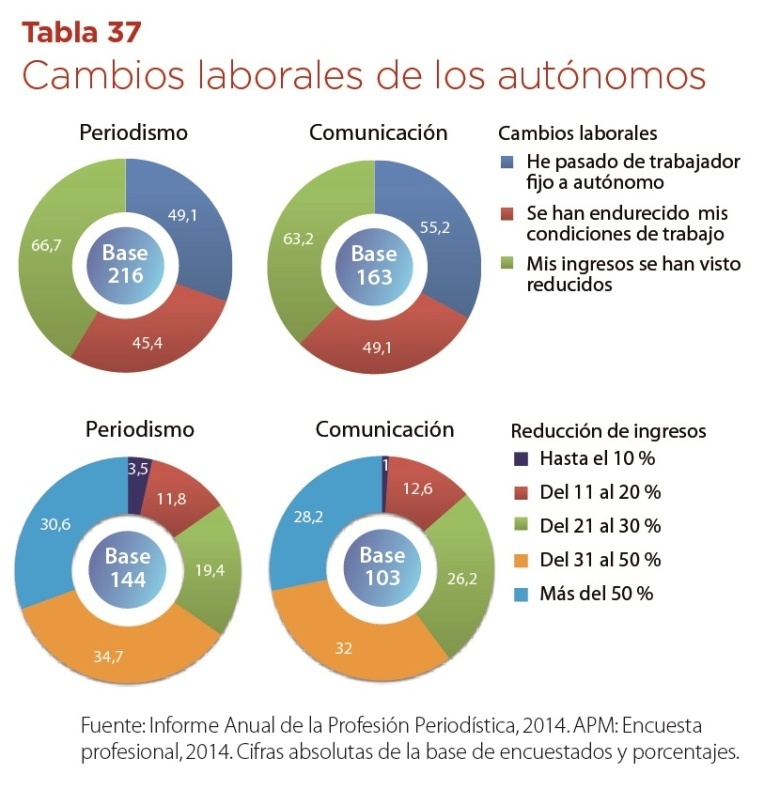 Tabla 37
Cambios laborales de los autónomos
Periodismo
49,1
45,4
66,7
Base
216
Comunicación
55,2
49,1
63,2
Base
163
Cambios laborales
He pasado de trabajador
fijo a autónomo
Se han endurecido mis
condiciones de trabajo
Mis ingresos se han visto
reducidos
Periodismo
3,5
11,8
19,4
34,7
30,6
Base
144
Comunicación
1
12,6
26,2
32
28,2
Base
103
Reducción de ingresos
Hasta el 10 %
Del 11 al 20 %
Del 21 al 30 %
Del 31 al 50 %
Más del 50 %
Fuente: Informe Anual de la Profesión Periodística, 2014. APM: Encuesta
profesional, 2014. Cifras absolutas de la base de encuestados y porcentajes.